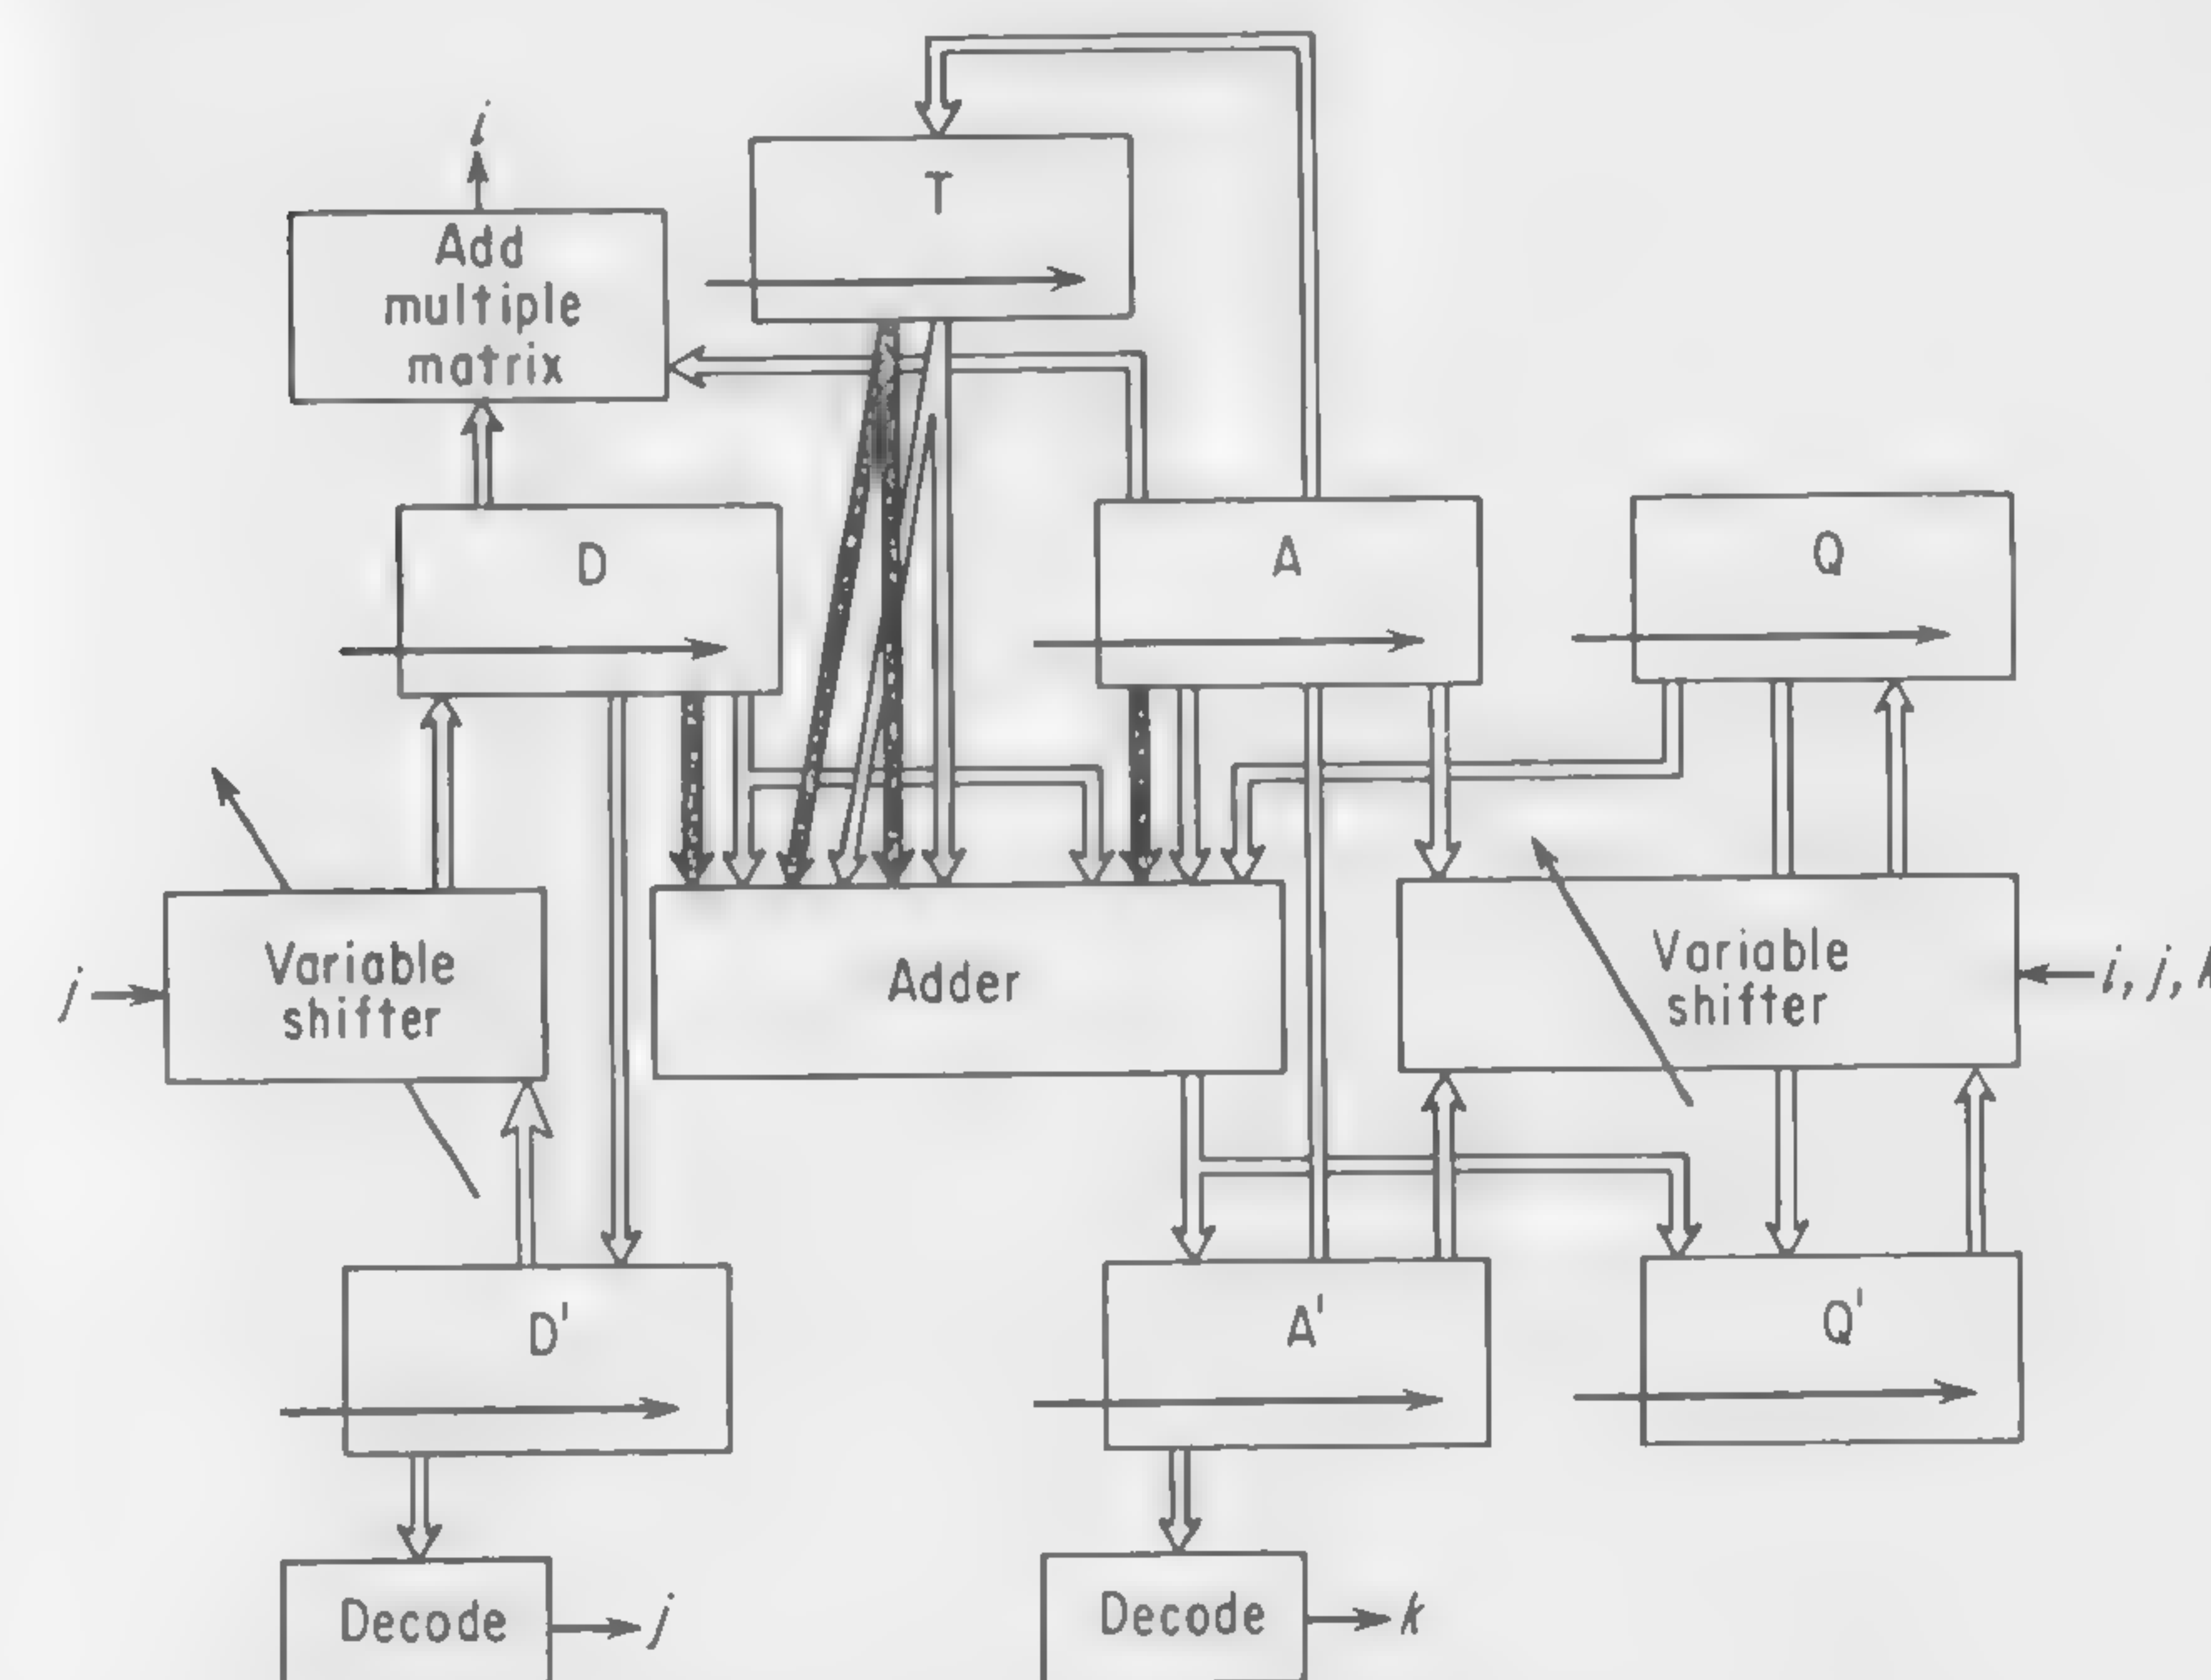 i
T
Add
multiple
matrix
D
A
Q
j
Variable
shifter
Adder
Variable
shifter
i, j,
D'
A'
Q'
Decode
j
Decode
k